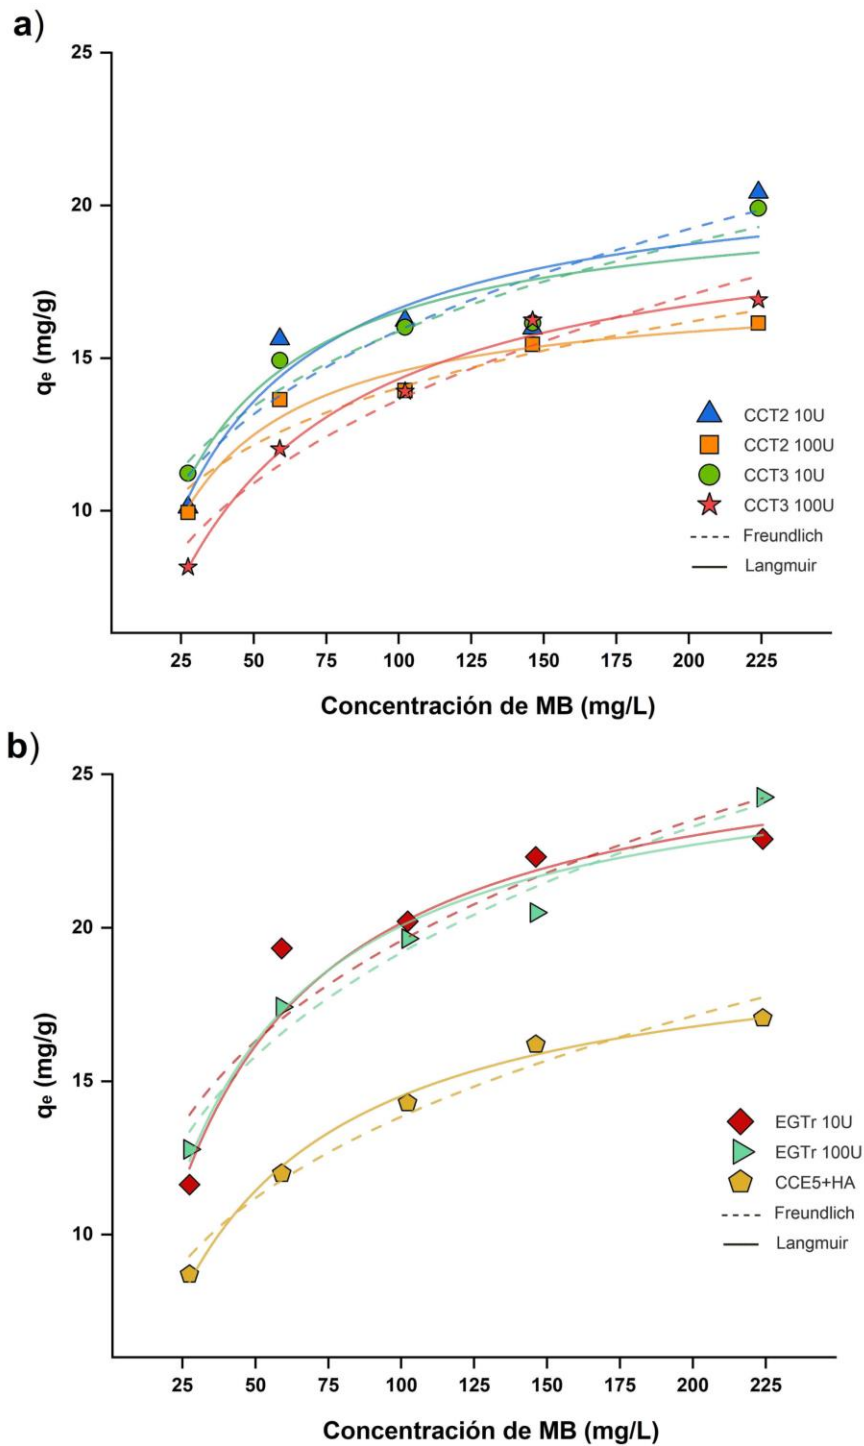 a)
25
20
15
10
qe (mg/g)
CCT2 10U
CCT2 100U
CCT3 10U
CCT3 100U
Freundlich
Langmuir
25 50 75 100 125 150 175 200 225
Concentración de MB (mg/L)
b)
25
20
15
10
qe (mg/g)
EGTr 10U
EGTr 100U
CCE5+HA
Freundlich
Langmuir
25 50 75 100 125 150 175 200 225
Concentración de MB (mg/L)